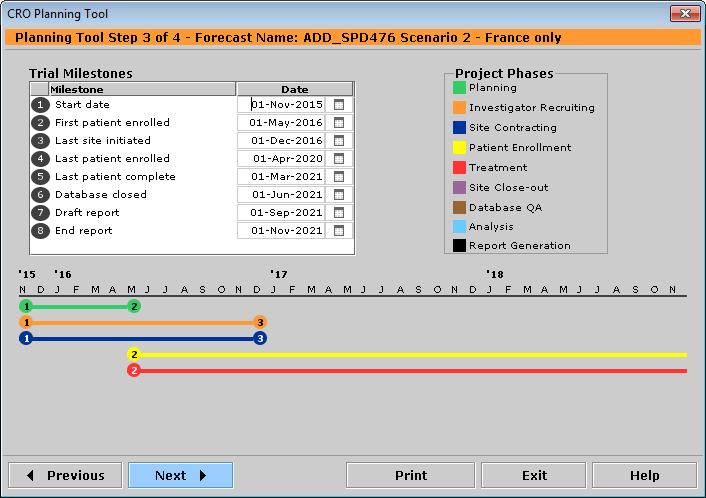 CRO Planning Tool
Planning Tool Step 3 of 4 - Forecast Name: ADD_SPD476 Scenario 2 - France only
Trial Milestones
Milestone Date
1 Start date 01-Nov-2015
2 First patient enrolled 01-May-2016
3 Last site initiated 01-Dec-2016
4 Last patient enrolled 01-Apr-2020
5 Last patient complete 01-Mar-2021
6 Database closed 01-Jun-2021
7 Draft report 01-Sep-2021
8 End report 01-Nov-2021
Project Phases
Planning
Investigator Recruiting
Site Contracting
Patient Enrollment
Treatment
Site Close-out
Database QA
Analysis
Report Generation
'15 '16 '17 '18
N D J F M A M J J A S O N D J F M A M J J A S O N D J F M A M J J A S O N
1 2
1 3
1 3
2
2
Previous Next Print Exit Help